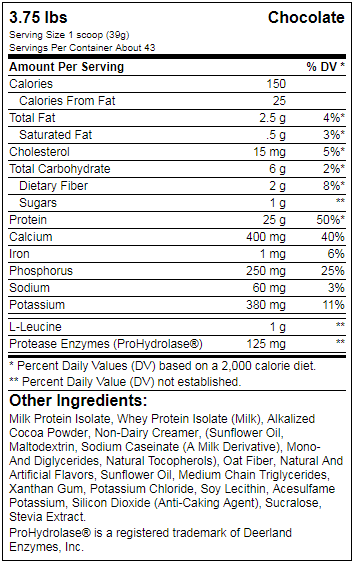 3.75 lbs Chocolate
Serving Size 1 scoop (39g)
Servings Per Container About 43
Amount Per Serving % DV *
Calories 150
Calories From Fat 25
Total Fat 2.5 g 4%*
Saturated Fat .5 g 3%*
Cholesterol 15 mg 5%*
Total Carbohydrate 6 g 2%*
Dietary Fiber 2 g 8%*
Sugars 1 g **
Protein 25 g 50%*
Calcium 400 mg 40%
Iron 1 mg 6%
Phosphorus 250 mg 25%
Sodium 60 mg 3%
Potassium 380 mg 11%
L-Leucine 1 g **
Protease Enzymes (ProHydrolase®) 125 mg **
* Percent Daily Values (DV) based on a 2,000 calorie diet.
** Percent Daily Value (DV) not established.
Other Ingredients:
Milk Protein Isolate, Whey Protein Isolate (Milk), Alkalized
Cocoa Powder, Non-Dairy Creamer, (Sunflower Oil,
Maltodextrin, Sodium Caseinate (A Milk Derivative), Mono-
And Diglycerides, Natural Tocopherols), Oat Fiber, Natural And
Artificial Flavors, Sunflower Oil, Medium Chain Triglycerides,
Xanthan Gum, Potassium Chloride, Soy Lecithin, Acesulfame
Potassium, Silicon Dioxide (Anti-Caking Agent), Sucralose,
Stevia Extract.
ProHydrolase® is a registered trademark of Deerland
Enzymes, Inc.